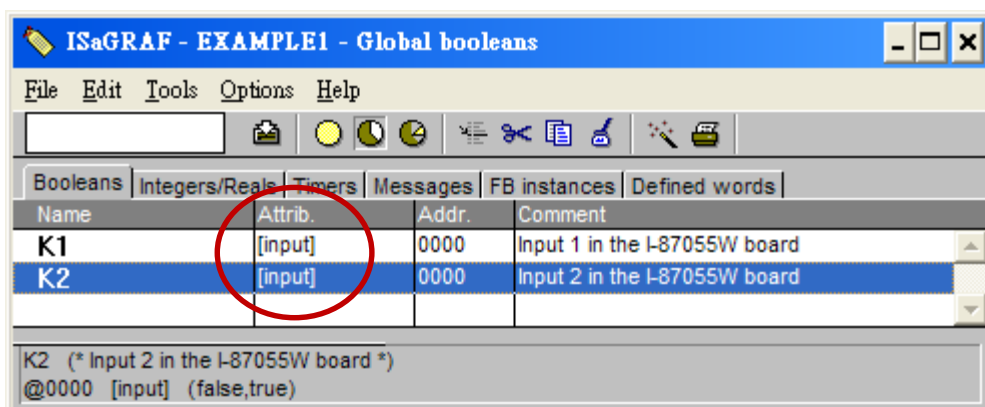 ISaGRAF - EXAMPLE1 - Global booleans
File Edit Tools Options Help
Booleans Integers/Reals Timers Messages FB instances Defined words
Name Attrib. Addr. Comment
K1 [input] 0000 Input 1 in the I-87055W board
K2 [input] 0000 Input 2 in the I-87055W board
K2 (* Input 2 in the I-87055W board *)
@0000 [input] (false,true)